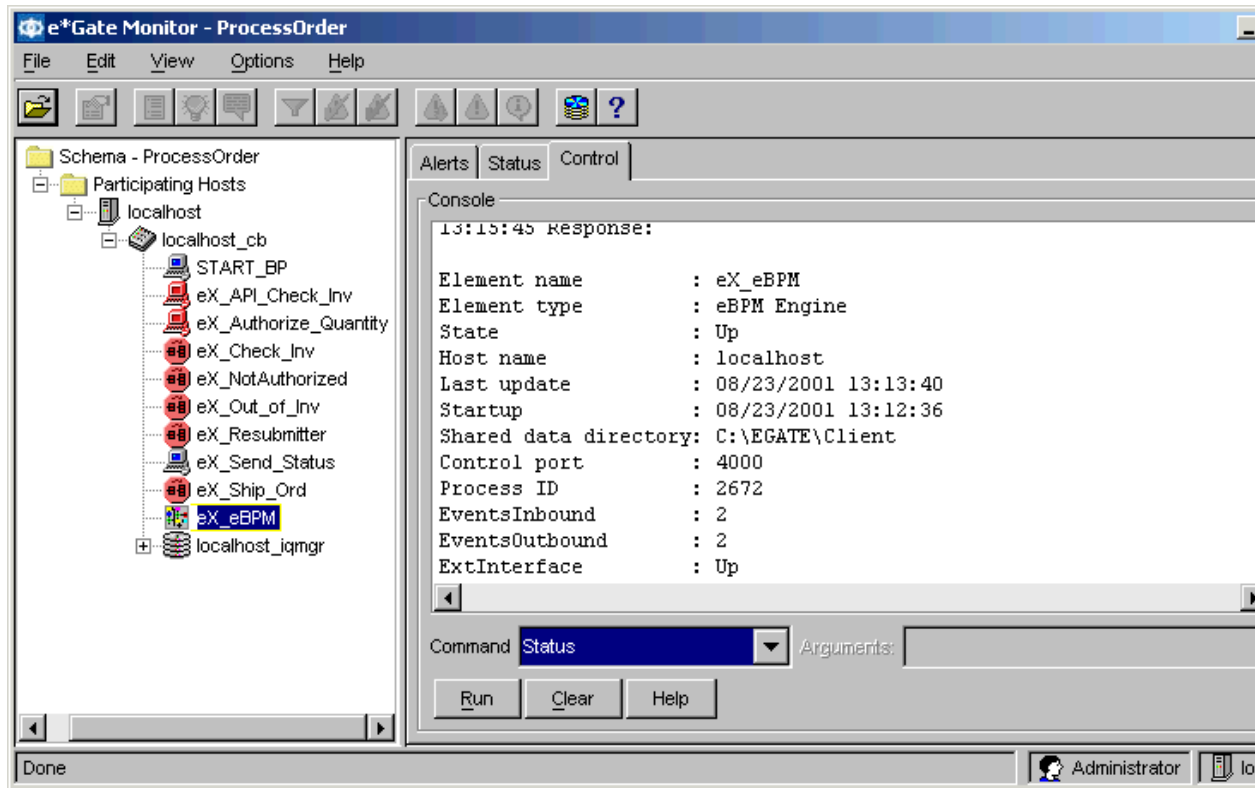 e*Gate Monitor - ProcessOrder
File Edit View Options Help
Schema - ProcessOrder
Participating Hosts
localhost
localhost_cb
START_BP
eX_API_Check_Inv
eX_Authorize_Quantity
eX_Check_Inv
eX_NotAuthorized
eX_Out_of_Inv
eX_Resubmitter
eX_Send_Status
eX_Ship_Ord
eX_eBPM
localhost_iqmgr
Alerts Status Control
Console
13:15:45 Response:
Element name : eX_eBPM
Element type : eBPM Engine
State : Up
Host name : localhost
Last update : 08/23/2001 13:13:40
Startup : 08/23/2001 13:12:36
Shared data directory: C:\EGATE\Client
Control port : 4000
Process ID : 2672
EventsInbound : 2
EventsOutbound : 2
ExtInterface : Up
Command Status Arguments:
Run Clear Help
Done Administrator lo